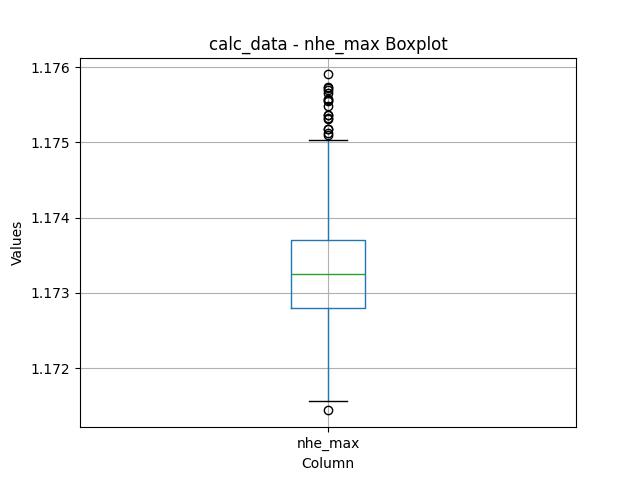 calc_data - nhe_max Boxplot
1.176
1.175
1.174
1.173
1.172
Values
nhe_max
Column